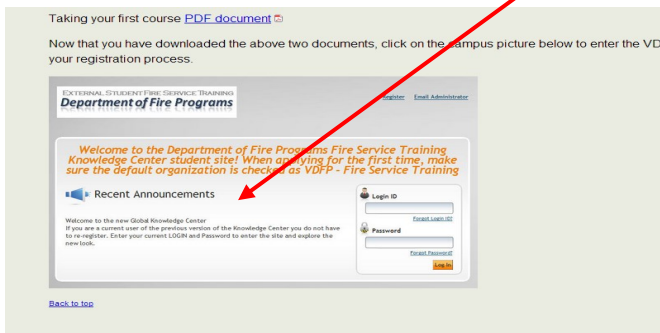 Taking your first course PDF document
Now that you have downloaded the above two documents, click on the campus picture below to enter the VD
your registration process.
EXTERNAL STUDENT FIRE SERVICE TRAINING
Department of Fire Programs
Register Email Administrator
Welcome to the Department of Fire Programs Fire Service Training
Knowledge Center student site! When applying for the first time, make
sure the default organization is checked as VDFP - Fire Service Training
Recent Announcements
Welcome to the new Global Knowledge Center
If you are a current user of the previous version of the Knowledge Center you do not have
to re-register. Enter your current LOGIN and Password to enter the site and explore the
new look.
Login ID
Forgot Login ID?
Password
Forgot Password?
Log In
Back to top